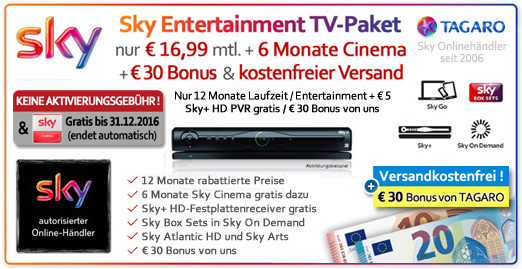 sky
Sky Entertainment TV-Paket
nur € 16,99 mtl. + 6 Monate Cinema
+ € 30 Bonus & kostenfreier Versand
TAGARO
Sky Onlinehändler
seit 2006
Nur 12 Monate Laufzeit / Entertainment + € 5
Sky+ HD PVR gratis / € 30 Bonus von uns
KEINE AKTIVIERUNGSGEBÜHR !
&
sky
cinema
Gratis bis 31.12.2016
(endet automatisch)
Sky Go
sky
BOX SETS
Sky+
Sky On Demand
Abbildungsbeispiel
sky
autorisierter
Online-Händler
12 Monate rabattierte Preise
6 Monate Sky Cinema gratis dazu
Sky+ HD-Festplattenreceiver gratis
Sky Box Sets in Sky On Demand
Sky Atlantic HD und Sky Arts
€ 30 Bonus von uns
+
Versandkostenfrei !
€ 30 Bonus von TAGARO
20